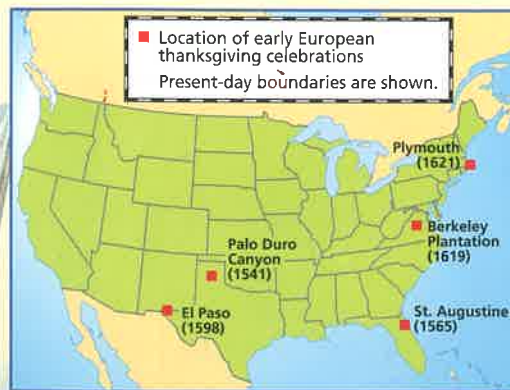 Location of early European
thanksgiving celebrations
Present-day boundaries are shown.
Plymouth
(1621)
Berkeley
Plantation
(1619)
Palo Duro
Canyon
(1541)
El Paso
(1598)
St. Augustine
(1565)